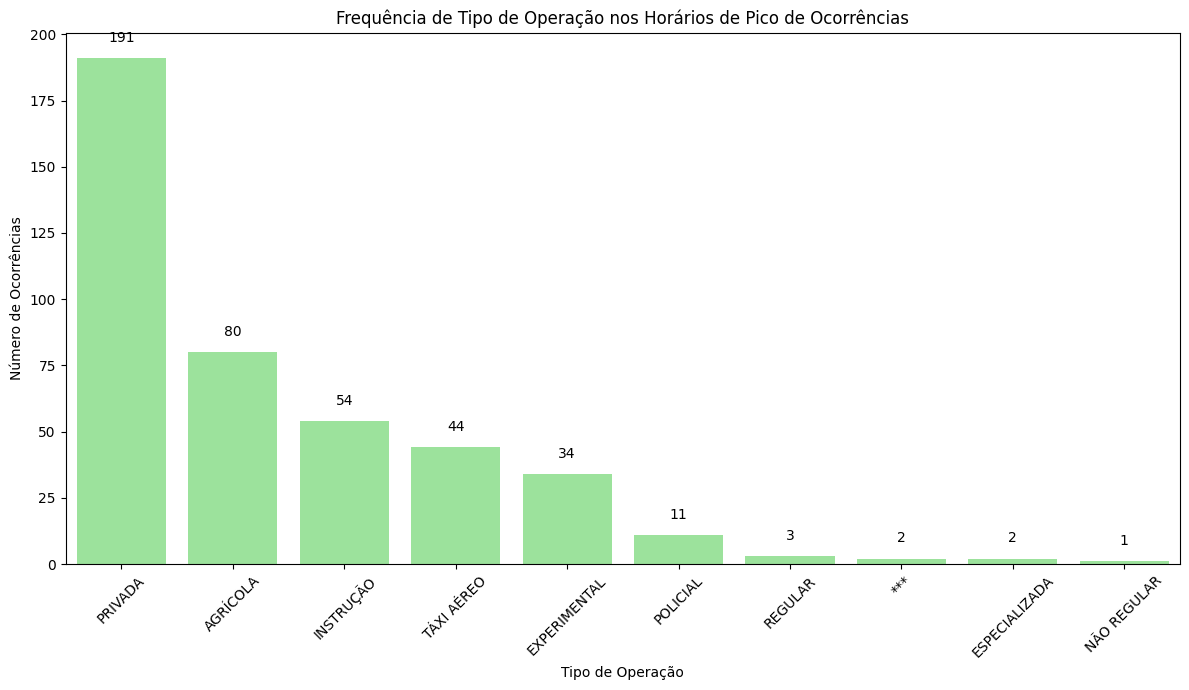 Frequência de Tipo de Operação nos Horários de Pico de Ocorrências
Número de Ocorrências
200
175
150
125
100
75
50
25
0
191
80
54
44
34
11
3
2
2
1
PRIVADA
AGRÍCOLA
INSTRUÇÃO
TÁXI AÉREO
EXPERIMENTAL
POLICIAL
REGULAR
***
ESPECIALIZADA
NÃO REGULAR
Tipo de Operação